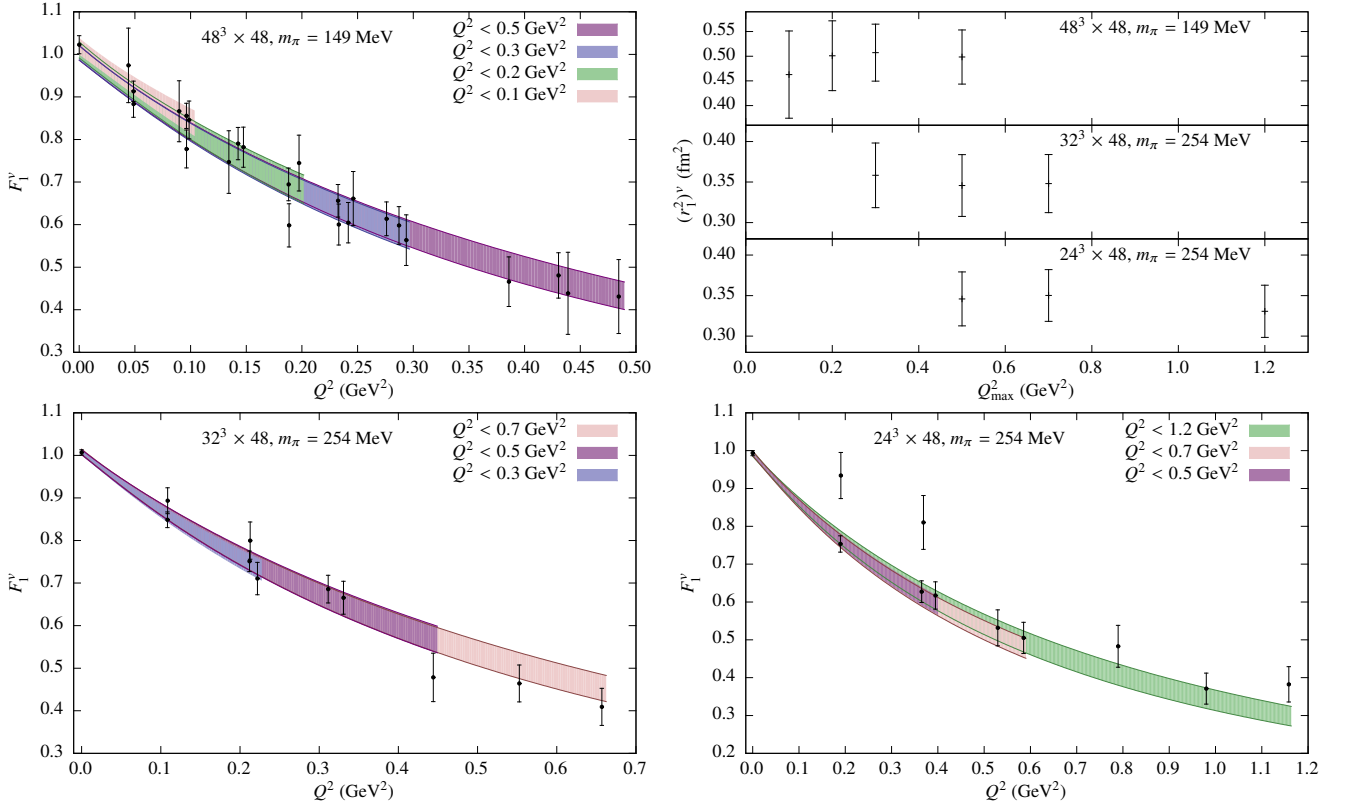 48³ × 48, mπ = 149 MeV
Q² < 0.5 GeV²
Q² < 0.3 GeV²
Q² < 0.2 GeV²
Q² < 0.1 GeV²
1.1
1.0
0.9
0.8
0.7
0.6
0.5
0.4
0.3
F₁ᵛ
0.00 0.05 0.10 0.15 0.20 0.25 0.30 0.35 0.40 0.45 0.50
Q² (GeV²)
48³ × 48, mπ = 149 MeV
0.55
0.50
0.45
0.40
32³ × 48, mπ = 254 MeV
0.40
0.35
0.30
24³ × 48, mπ = 254 MeV
0.40
0.35
0.30
(r₁²)ᵛ (fm²)
0.0 0.2 0.4 0.6 0.8 1.0 1.2
Q²max (GeV²)
32³ × 48, mπ = 254 MeV
Q² < 0.7 GeV²
Q² < 0.5 GeV²
Q² < 0.3 GeV²
1.1
1.0
0.9
0.8
0.7
0.6
0.5
0.4
0.3
F₁ᵛ
0.0 0.1 0.2 0.3 0.4 0.5 0.6 0.7
Q² (GeV²)
24³ × 48, mπ = 254 MeV
Q² < 1.2 GeV²
Q² < 0.7 GeV²
Q² < 0.5 GeV²
1.1
1.0
0.9
0.8
0.7
0.6
0.5
0.4
0.3
0.2
F₁ᵛ
0.0 0.1 0.2 0.3 0.4 0.5 0.6 0.7 0.8 0.9 1.0 1.1 1.2
Q² (GeV²)